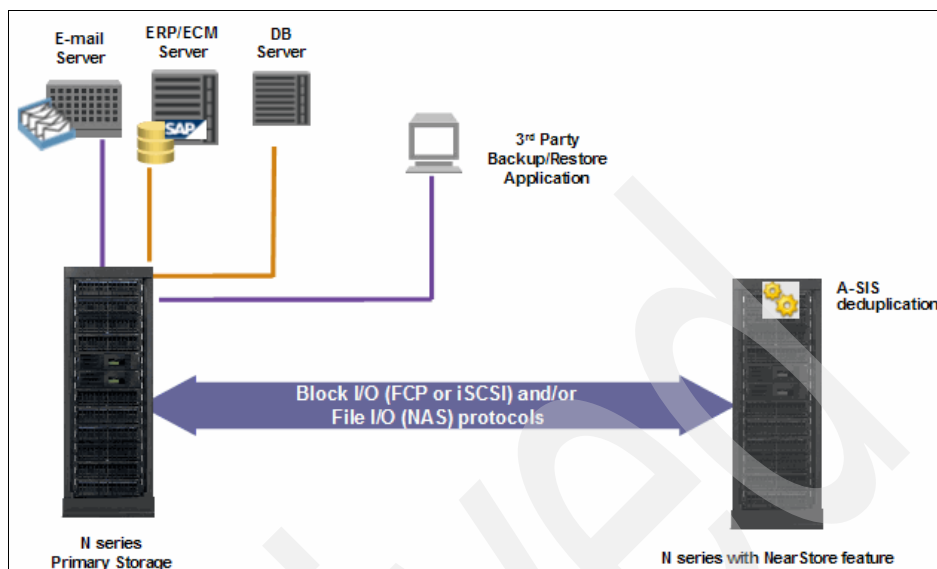 E-mail
Server
ERP/ECM
Server
DB
Server
SAP
3rd Party
Backup/Restore
Application
A-SIS
deduplication
Block I/O (FCP or iSCSI) and/or
File I/O (NAS) protocols
N series
Primary Storage
N series with NearStore feature